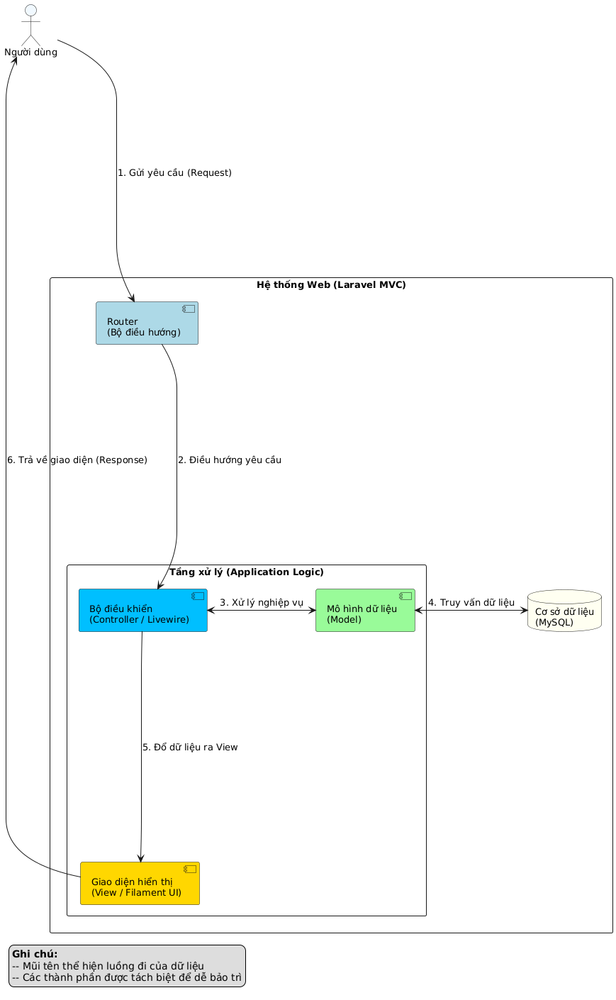 Người dùng
1. Gửi yêu cầu (Request)
Hệ thống Web (Laravel MVC)
Router
(Bộ điều hướng)
6. Trả về giao diện (Response)
2. Điều hướng yêu cầu
Tầng xử lý (Application Logic)
Bộ điều khiển
(Controller / Livewire)
3. Xử lý nghiệp vụ
Mô hình dữ liệu
(Model)
4. Truy vấn dữ liệu
Cơ sở dữ liệu
(MySQL)
5. Đổ dữ liệu ra View
Giao diện hiển thị
(View / Filament UI)
Ghi chú:
-- Mũi tên thể hiện luồng đi của dữ liệu
-- Các thành phần được tách biệt để dễ bảo trì